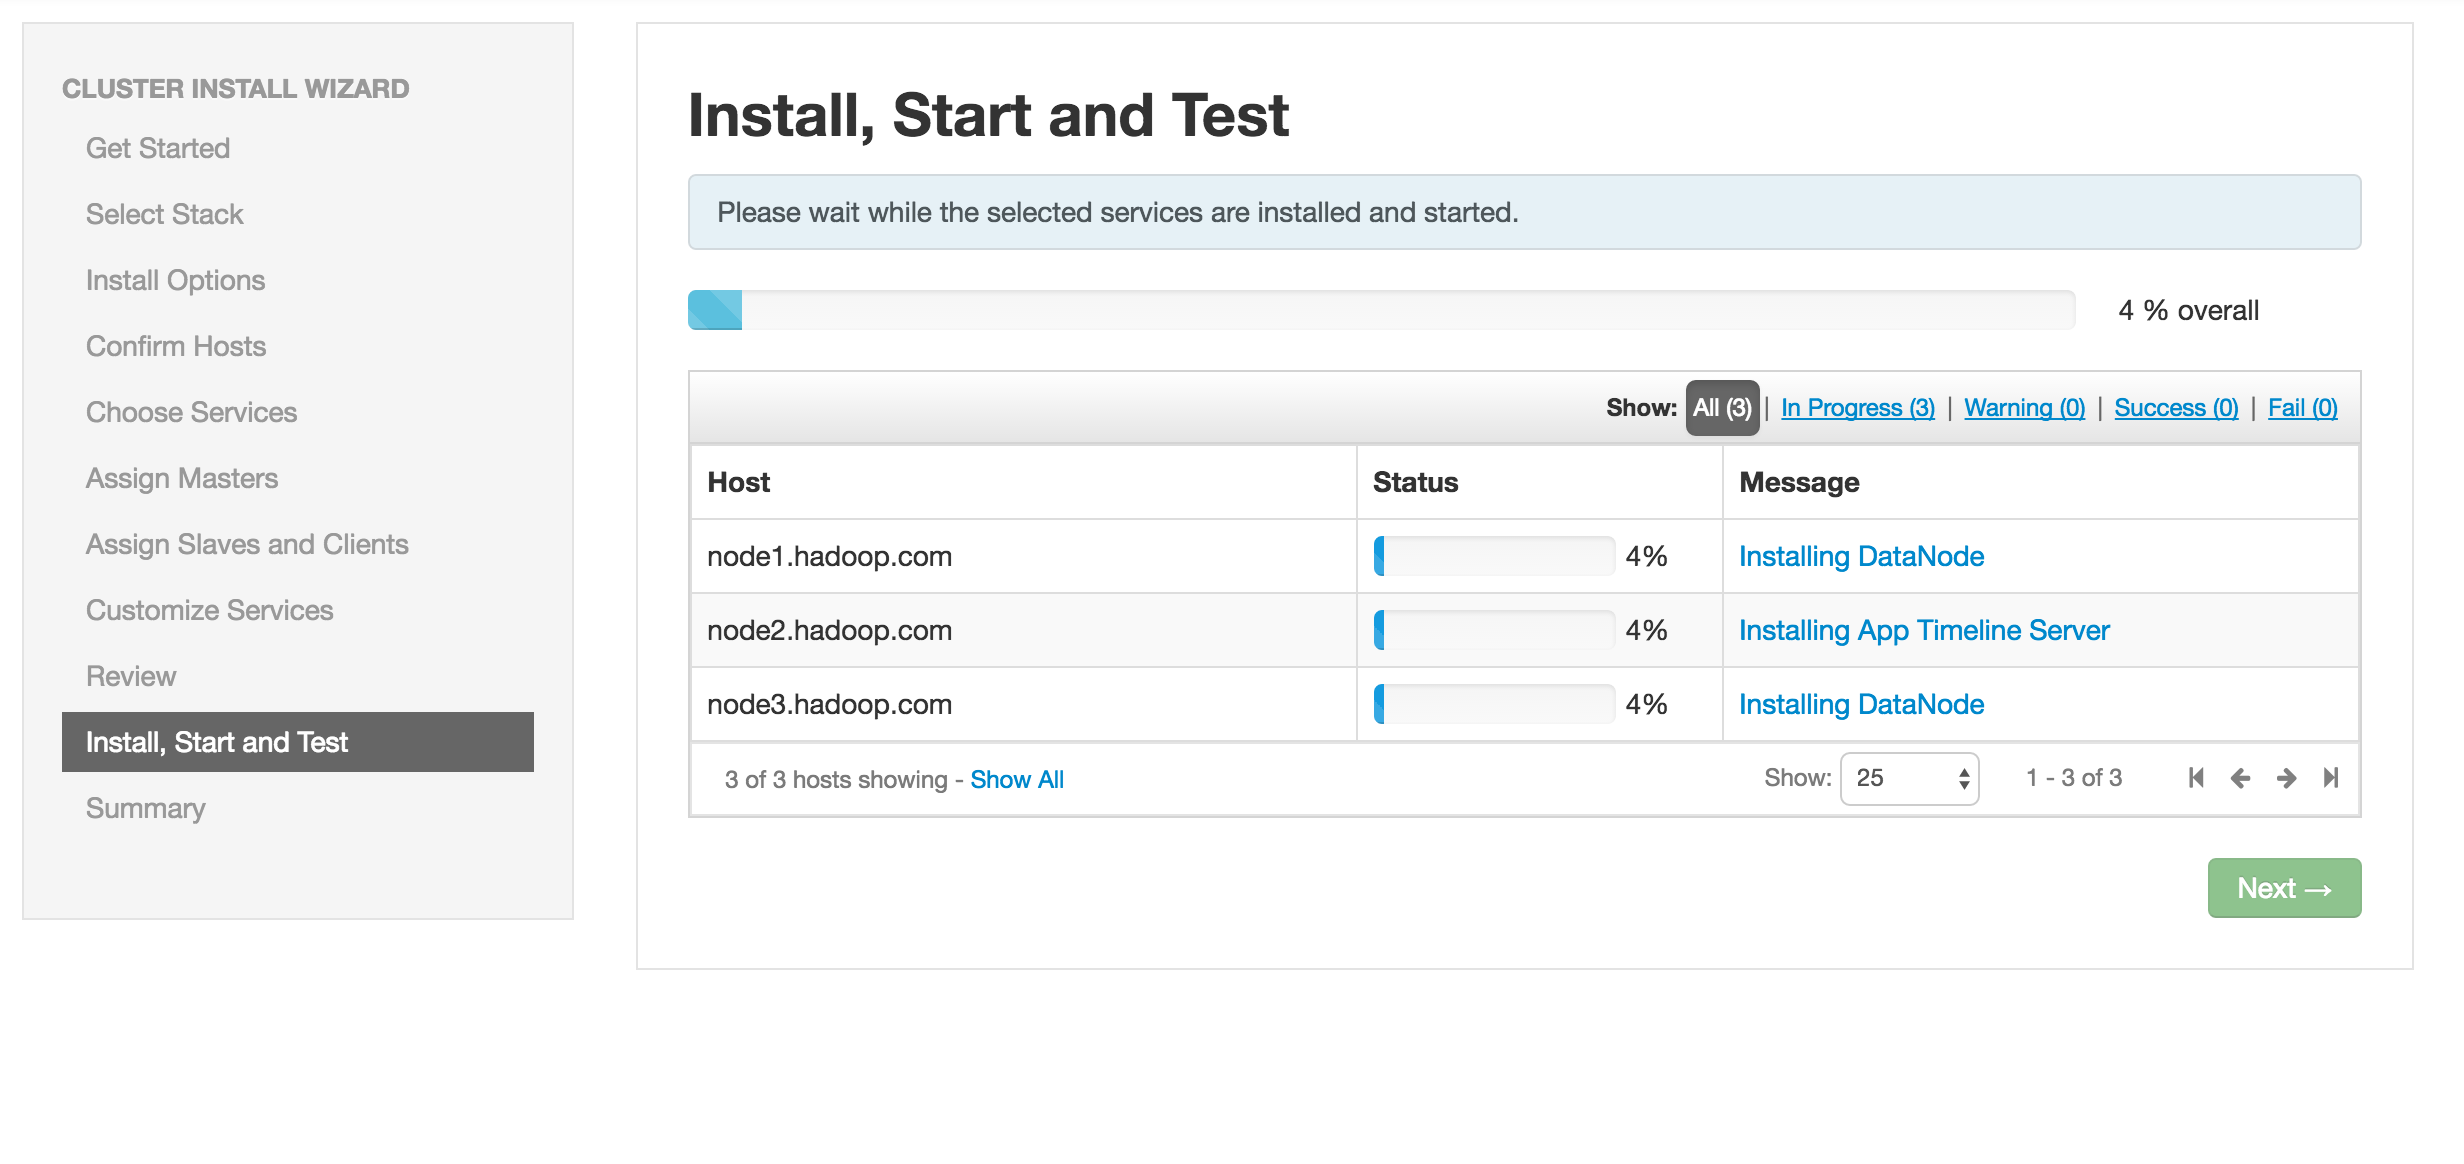 CLUSTER INSTALL WIZARD
Get Started
Select Stack
Install Options
Confirm Hosts
Choose Services
Assign Masters
Assign Slaves and Clients
Customize Services
Review
Install, Start and Test
Summary
Install, Start and Test
Please wait while the selected services are installed and started.
4 % overall
Show: All (3) | In Progress (3) | Warning (0) | Success (0) | Fail (0)
Host Status Message
node1.hadoop.com 4% Installing DataNode
node2.hadoop.com 4% Installing App Timeline Server
node3.hadoop.com 4% Installing DataNode
3 of 3 hosts showing - Show All Show: 25 1 - 3 of 3
Next →